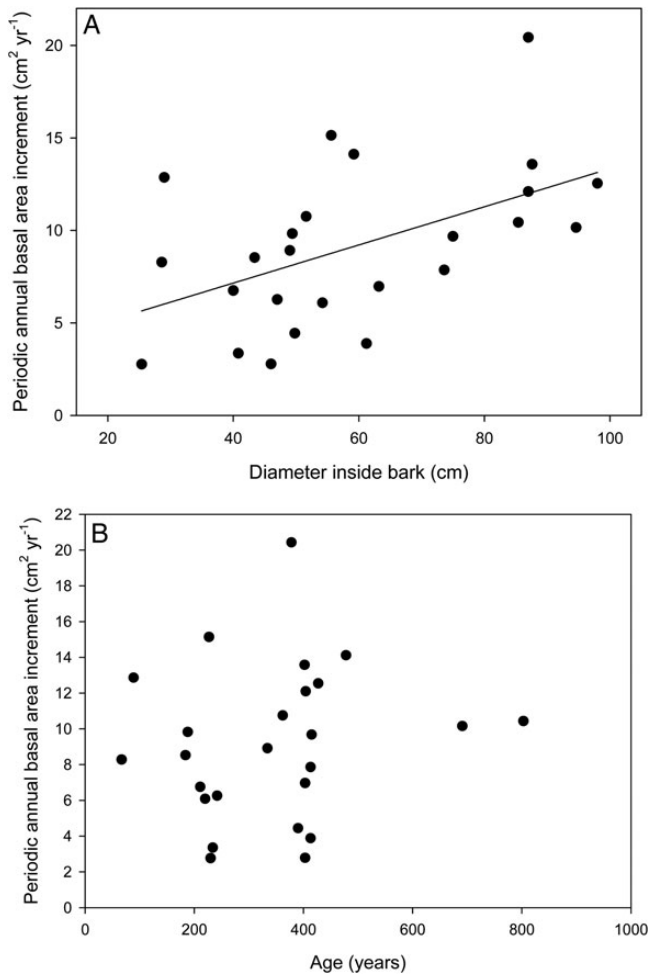 A
Periodic annual basal area increment (cm² yr⁻¹)
20
15
10
5
0
20 40 60 80 100
Diameter inside bark (cm)
B
Periodic annual basal area increment (cm² yr⁻¹)
22
20
18
16
14
12
10
8
6
4
2
0
0 200 400 600 800 1000
Age (years)